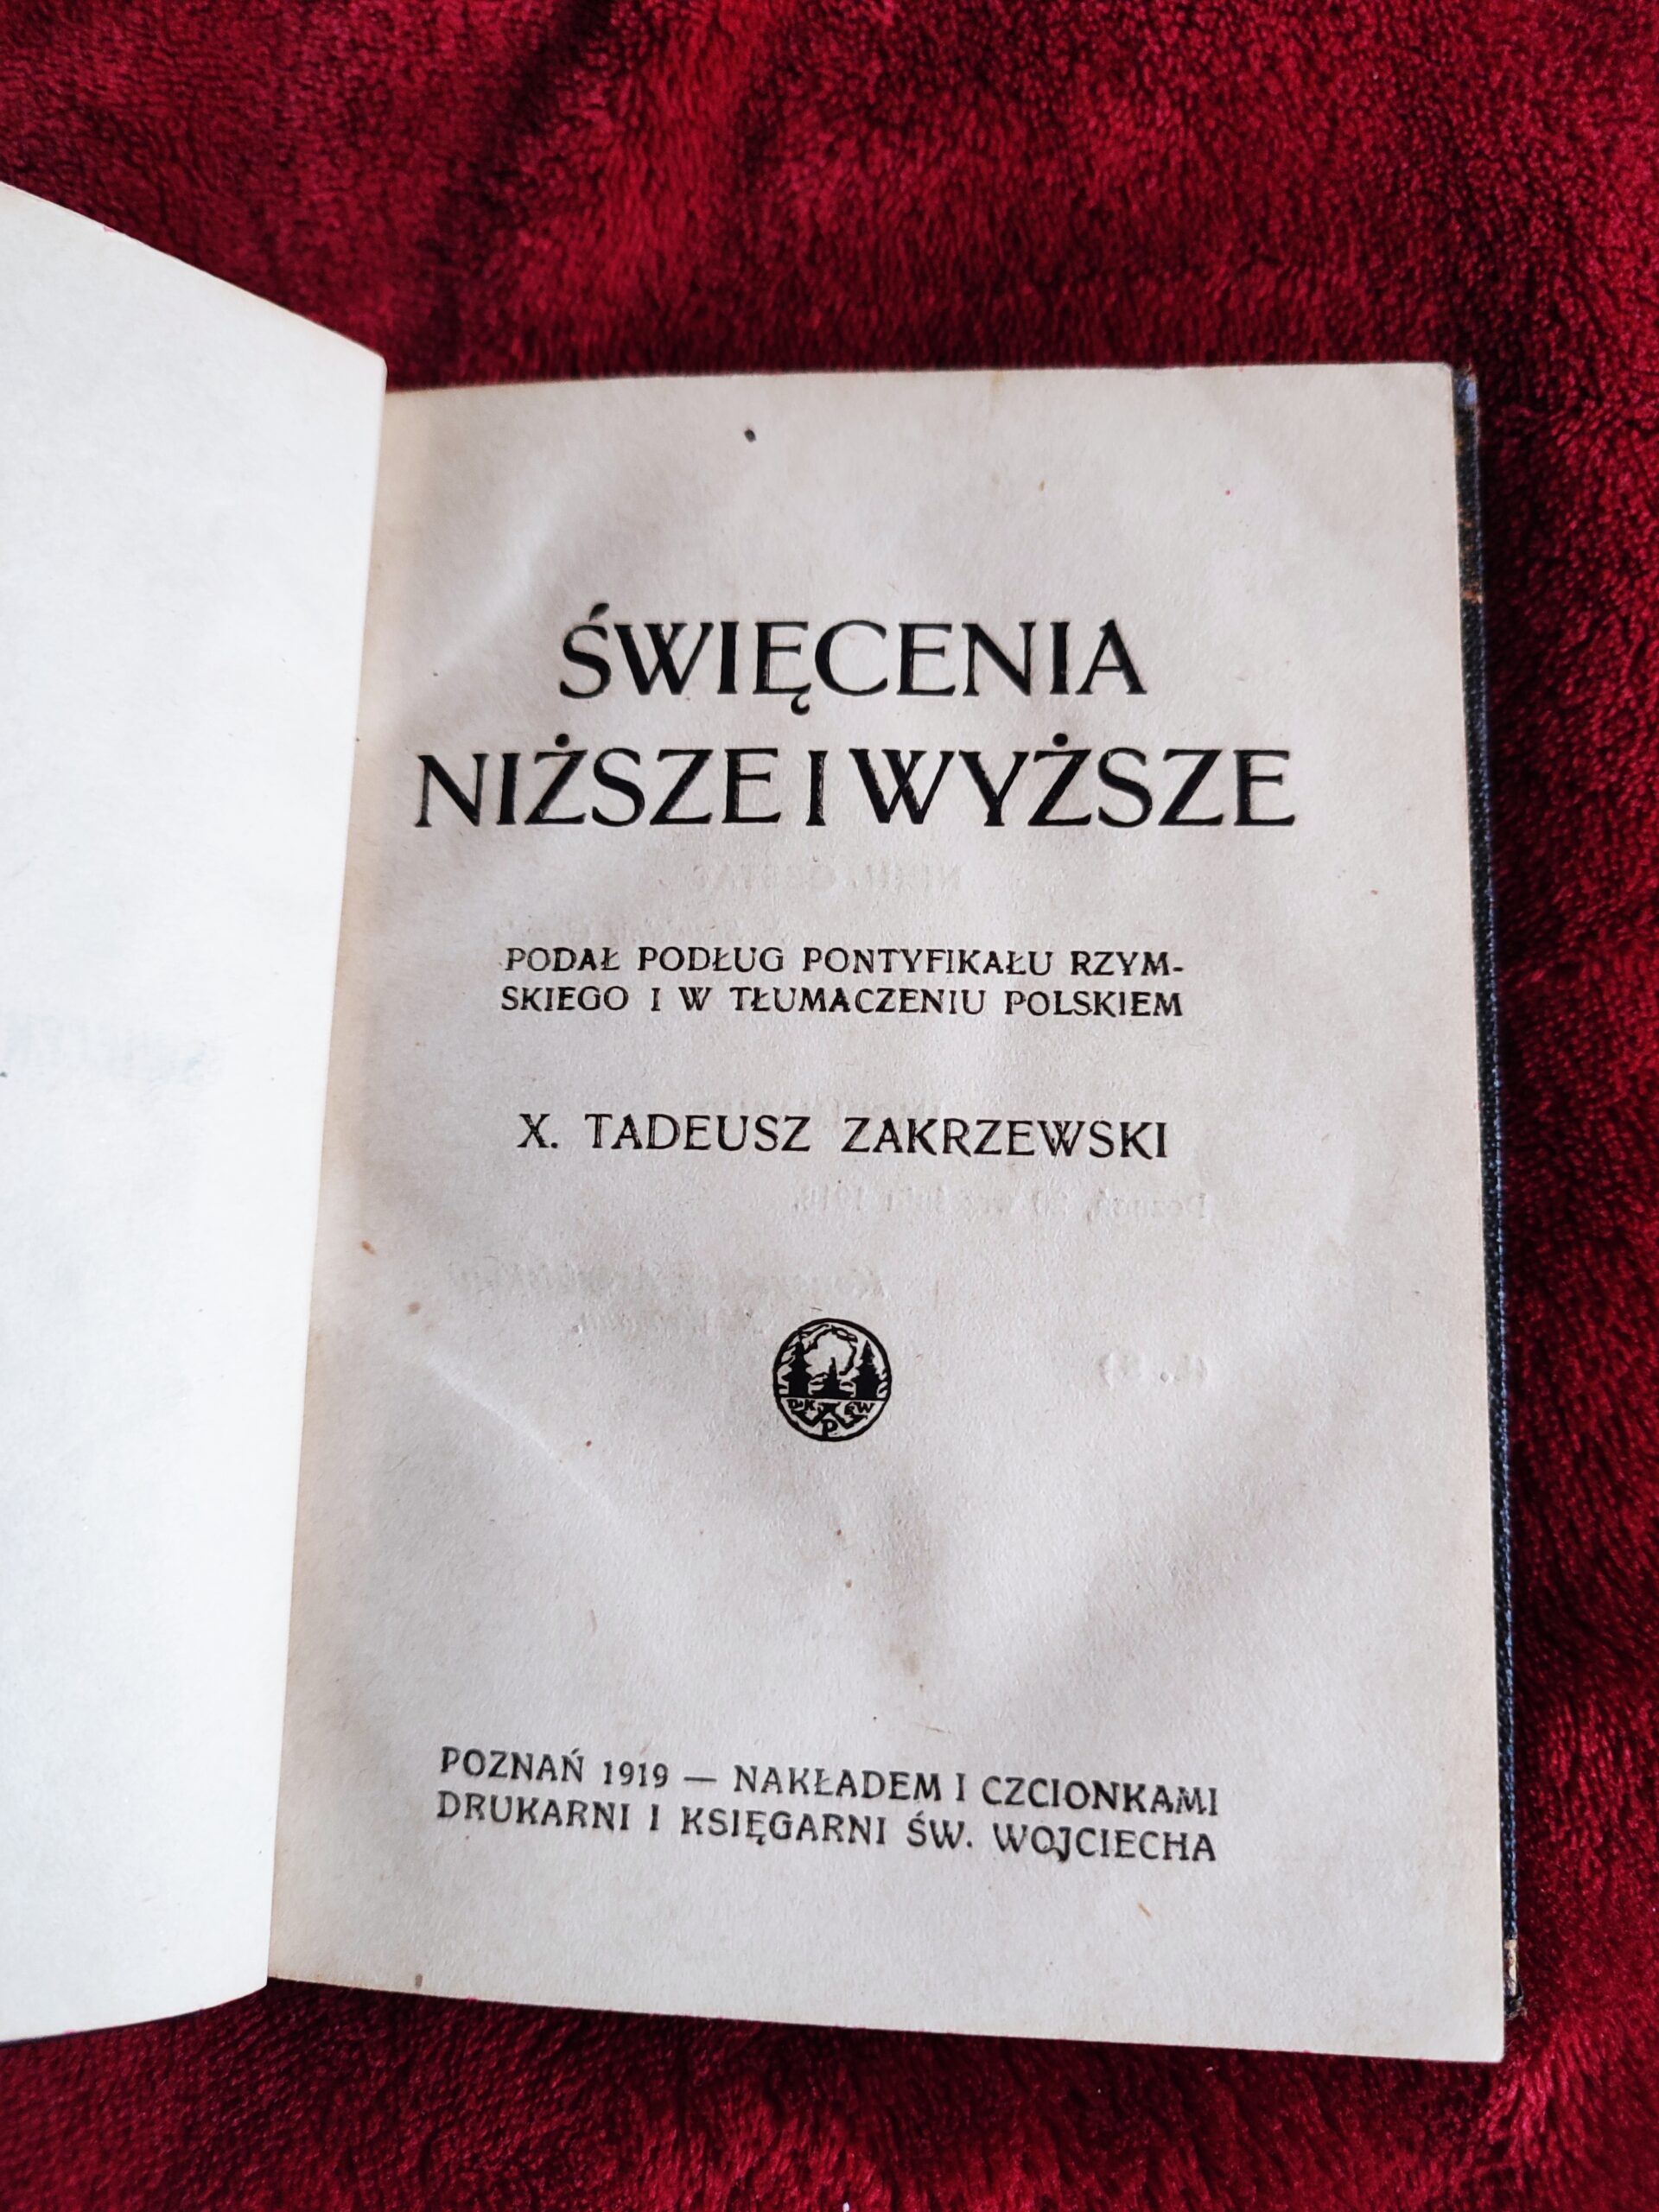 ŚWIĘCENIA
NIŻSZE I WYŻSZE
PODAŁ PODŁUG PONTYFIKAŁU RZYM-
SKIEGO I W TŁUMACZENIU POLSKIEM
X. TADEUSZ ZAKRZEWSKI
D.K. ŚW
P
POZNAŃ 1919 — NAKŁADEM I CZCIONKAMI
DRUKARNI I KSIĘGARNI ŚW. WOJCIECHA